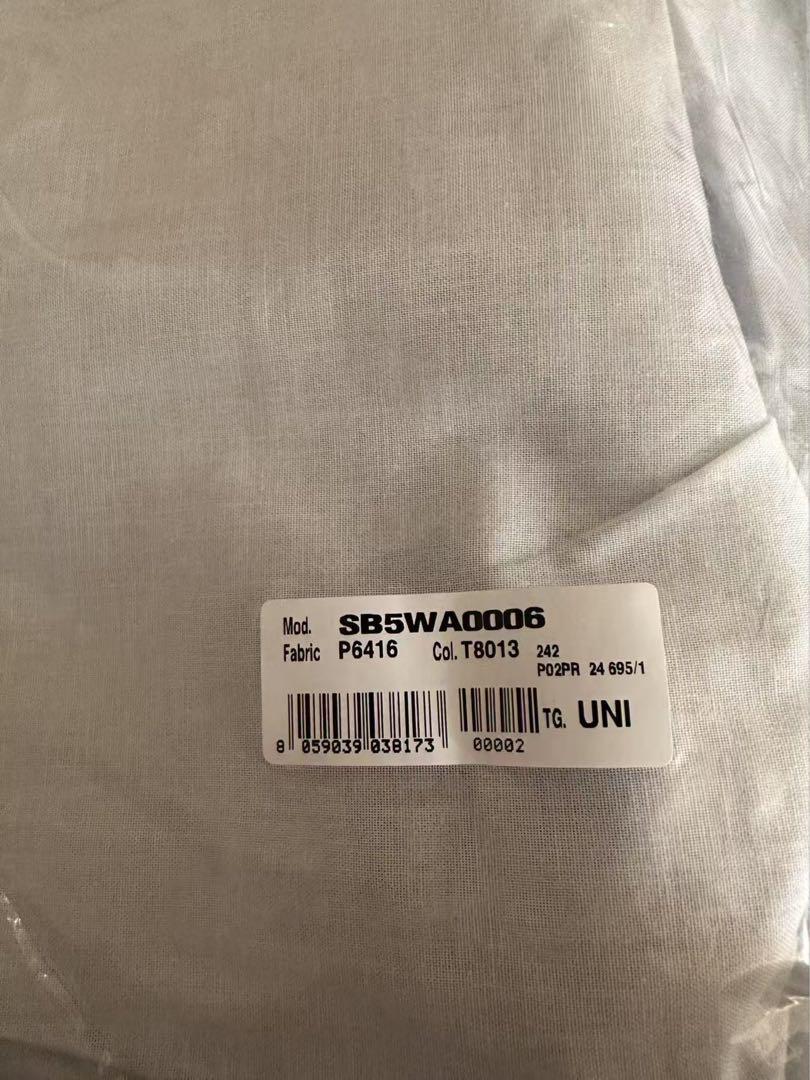 Mod. SB5WA0006
Fabric P6416 Col. T8013 242
P02PR 24 695/1
TG. UNI
8 059039 038173 00002